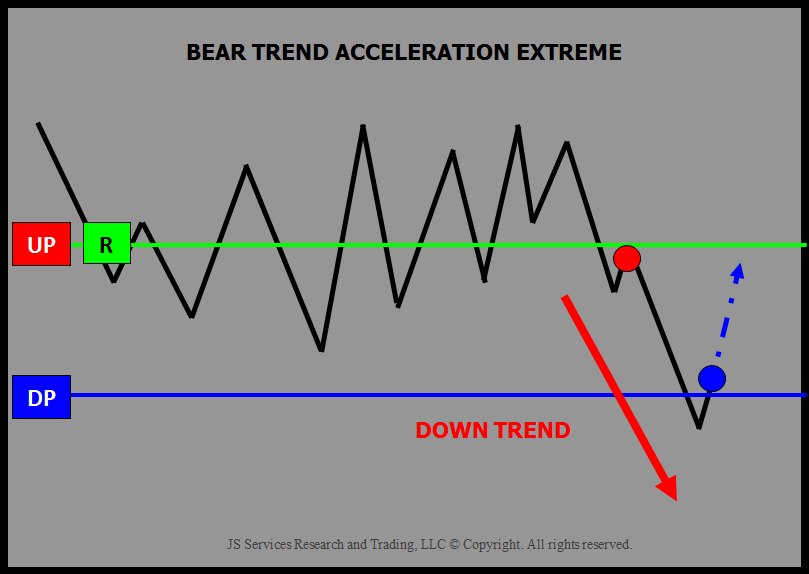 BEAR TREND ACCELERATION EXTREME
UP
R
DP
DOWN TREND
JS Services Research and Trading, LLC © Copyright. All rights reserved.